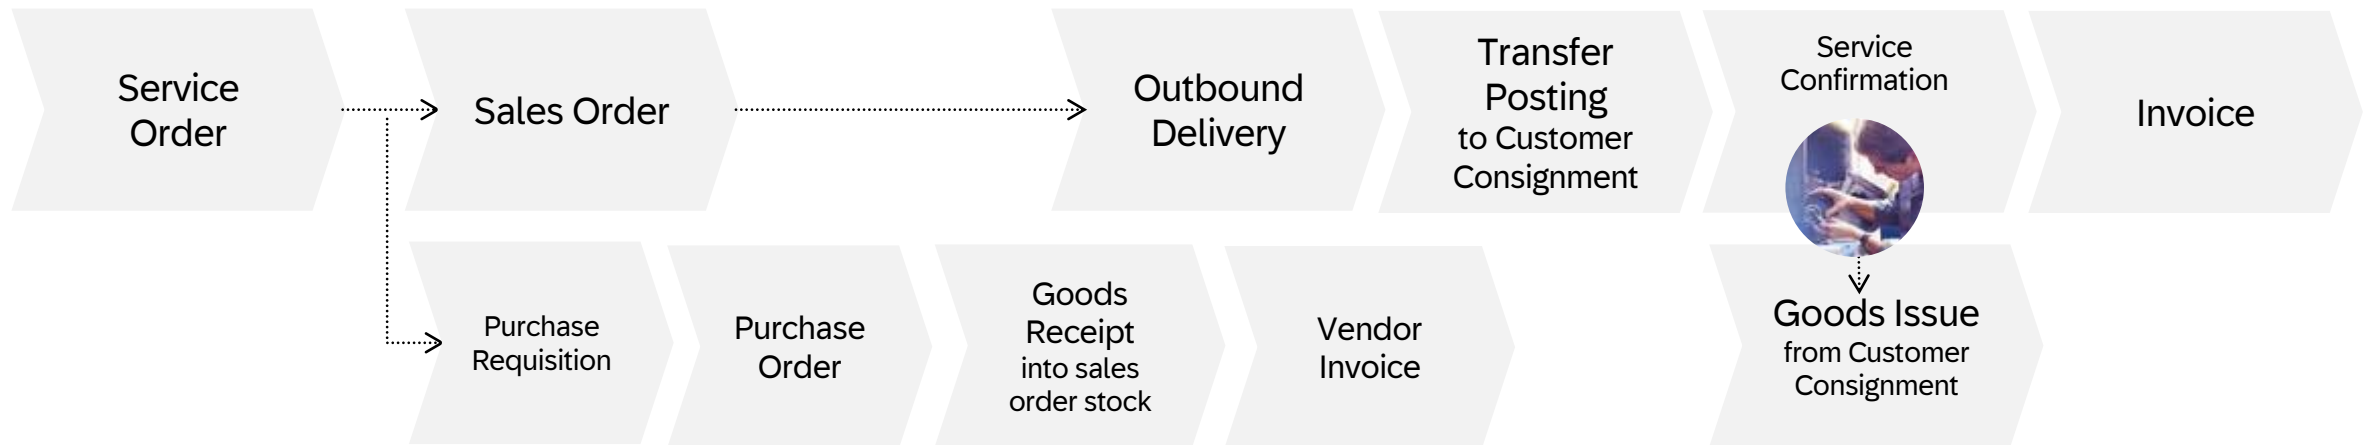 Service
Order
Sales Order
Outbound
Delivery
Transfer
Posting
to Customer
Consignment
Service
Confirmation
Invoice
Purchase
Requisition
Purchase
Order
Goods
Receipt
into sales
order stock
Vendor
Invoice
Goods Issue
from Customer
Consignment